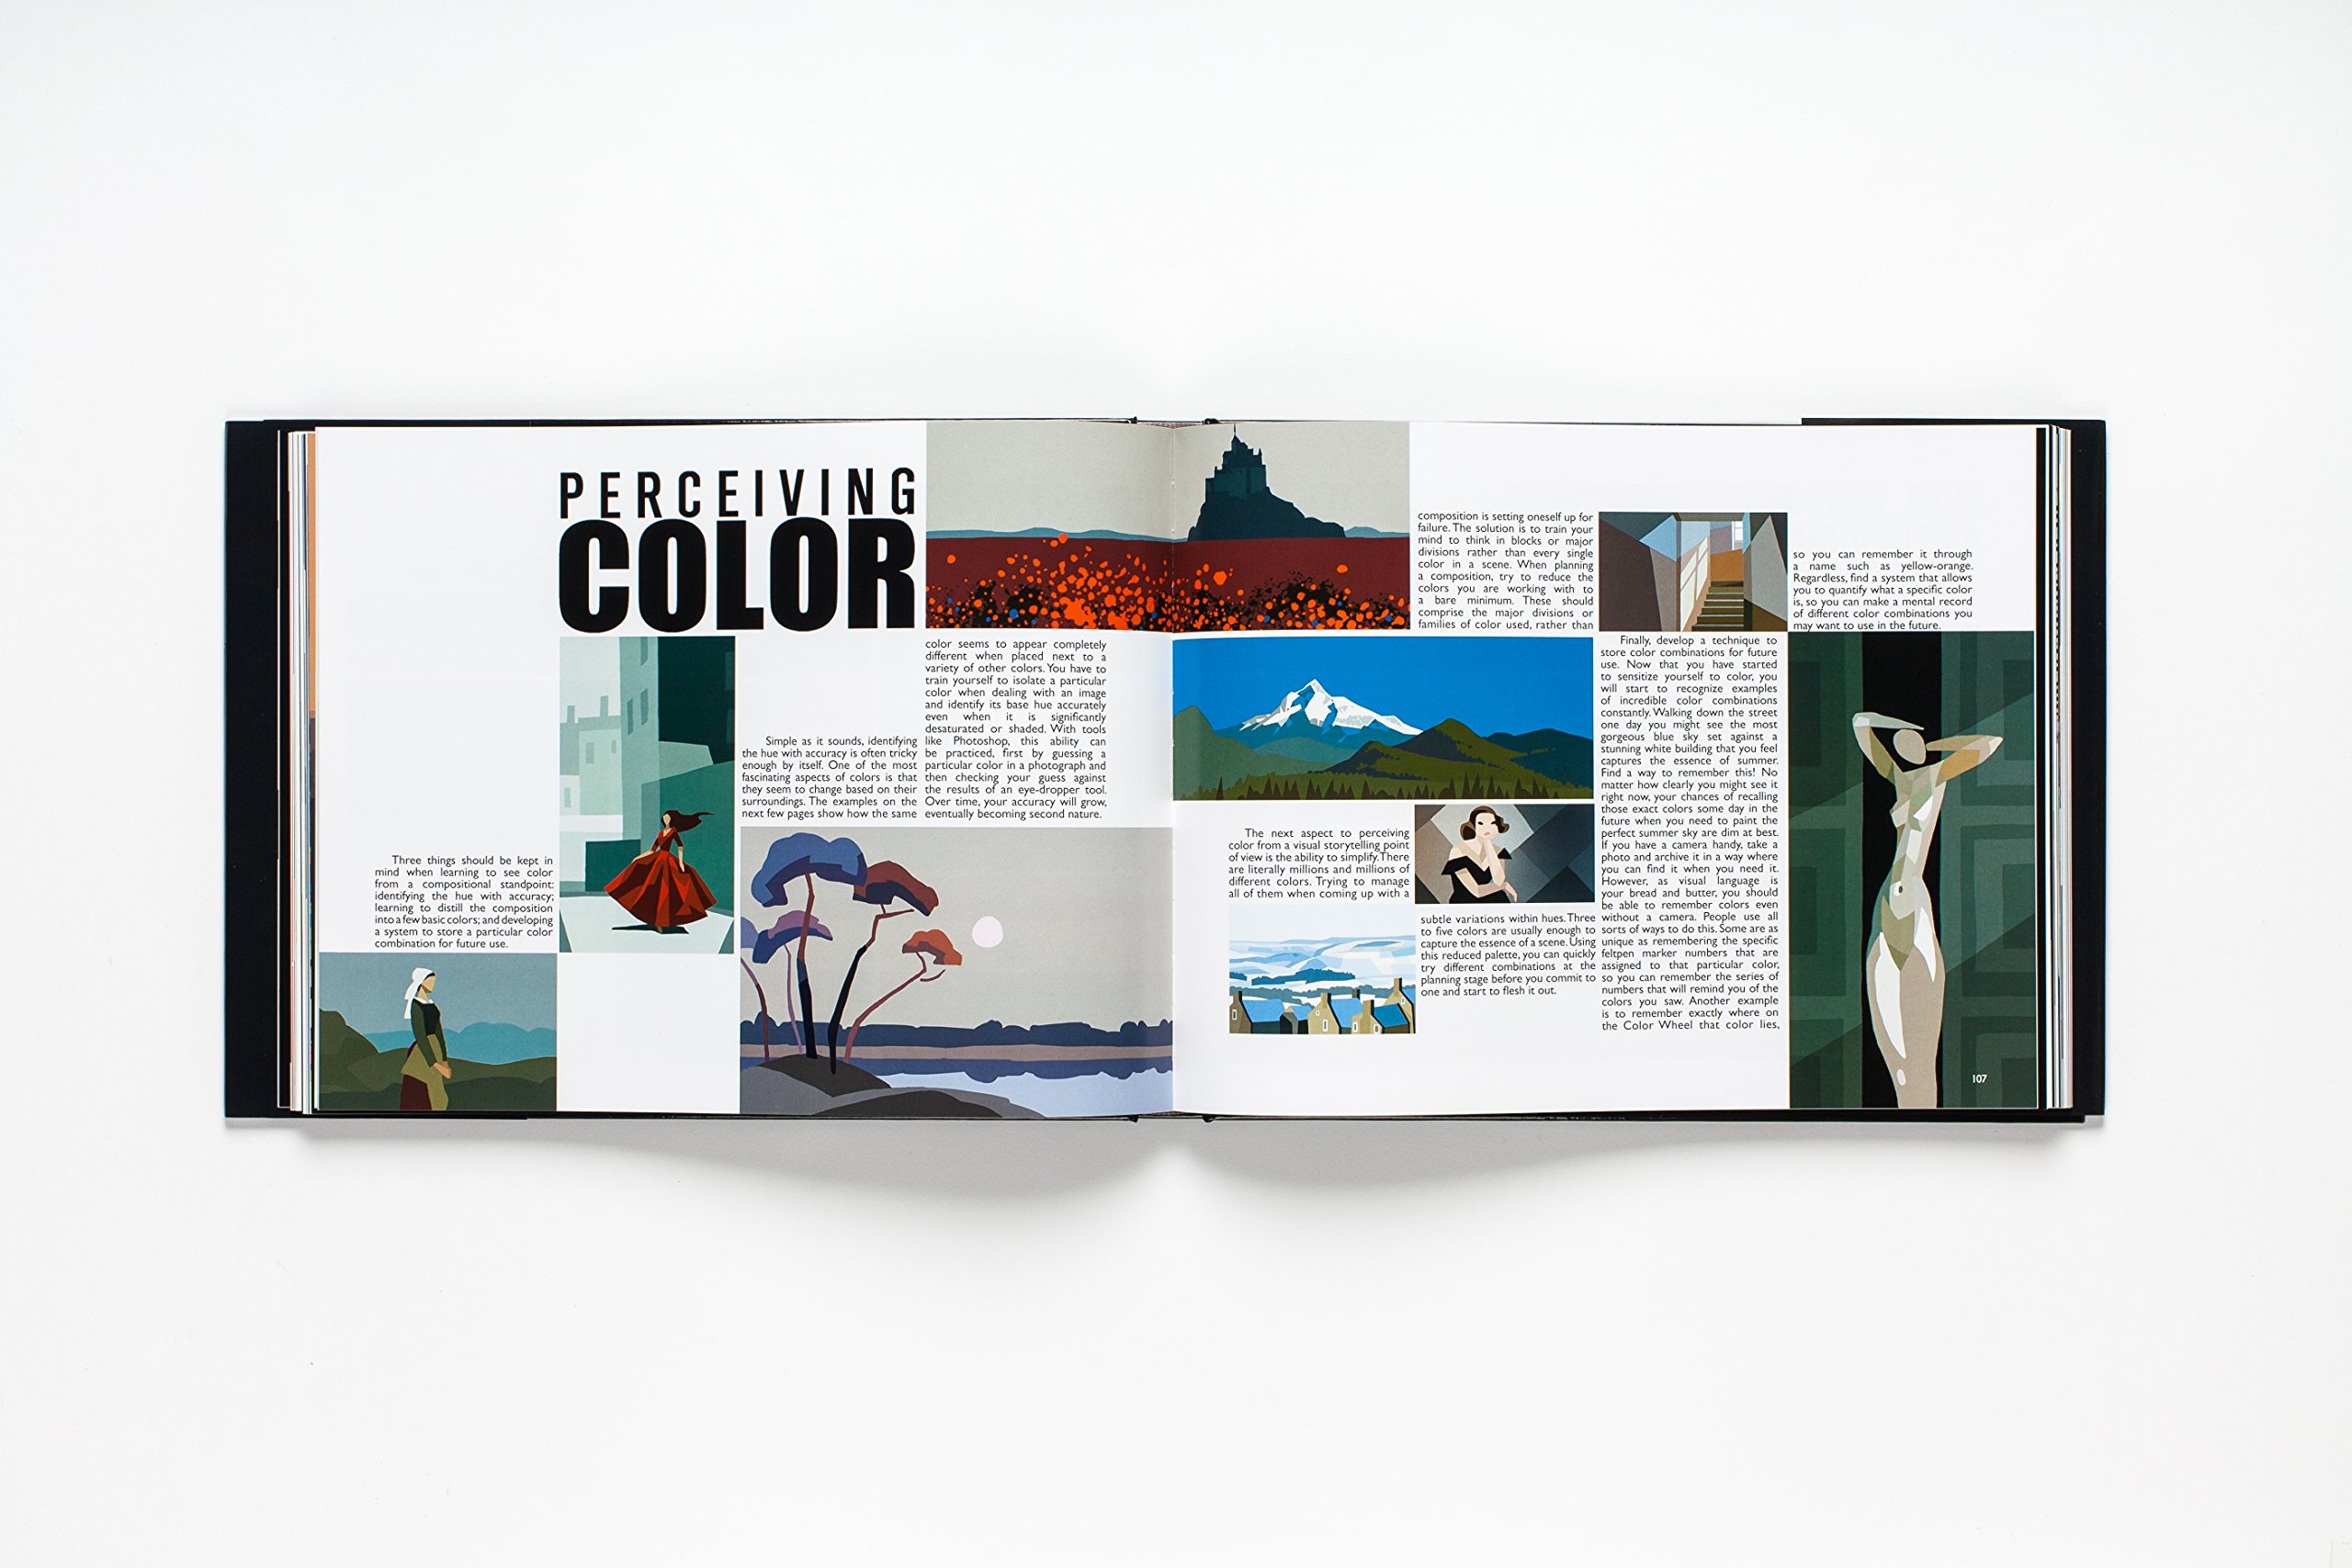 PERCEIVING
COLOR
Three things should be kept in
mind when learning to see color
from a compositional standpoint:
identifying the hue with accuracy;
learning to distill the composition
into a few basic colors; and developing
a system to store a particular color
combination for future use.
Simple as it sounds, identifying
the hue with accuracy is often tricky
enough by itself. One of the most
fascinating aspects of colors is that
they seem to change based on their
surroundings. The examples on the
next few pages show how the same
color seems to appear completely
different when placed next to a
variety of other colors. You have to
train yourself to isolate a particular
color when dealing with an image
and identify its base hue accurately
even when it is significantly
desaturated or shaded. With tools
like Photoshop, this ability can
be practiced, first by guessing a
particular color in a photograph and
then checking your guess against
the results of an eye-dropper tool.
Over time, your accuracy will grow,
eventually becoming second nature.
The next aspect to perceiving
color from a visual storytelling point
of view is the ability to simplify. There
are literally millions and millions of
different colors. Trying to manage
all of them when coming up with a
composition is setting oneself up for
failure. The solution is to train your
mind to think in blocks or major
divisions rather than every single
color in a scene. When planning
a composition, try to reduce the
colors you are working with to
a bare minimum. These should
comprise the major divisions or
families of color used, rather than
subtle variations within hues. Three
to five colors are usually enough to
capture the essence of a scene. Using
this reduced palette, you can quickly
try different combinations at the
planning stage before you commit to
one and start to flesh it out.
Finally, develop a technique to
store color combinations for future
use. Now that you have started
to sensitize yourself to color, you
will start to recognize examples
of incredible color combinations
constantly. Walking down the street
one day you might see the most
gorgeous blue sky set against a
stunning white building that you feel
captures the essence of summer.
Find a way to remember this! No
matter how clearly you might see it
right now, your chances of recalling
those exact colors some day in the
future when you need to paint the
perfect summer sky are dim at best.
If you have a camera handy, take a
photo and archive it in a way where
you can find it when you need it.
However, as visual language is
your bread and butter, you should
be able to remember colors even
without a camera. People use all
sorts of ways to do this. Some are as
unique as remembering the specific
feltpen marker numbers that are
assigned to that particular color,
so you can remember the series of
numbers that will remind you of the
colors you saw. Another example
is to remember exactly where on
the Color Wheel that color lies,
so you can remember it through
a name such as yellow-orange.
Regardless, find a system that allows
you to quantify what a specific color
is, so you can make a mental record
of different color combinations you
may want to use in the future.
107